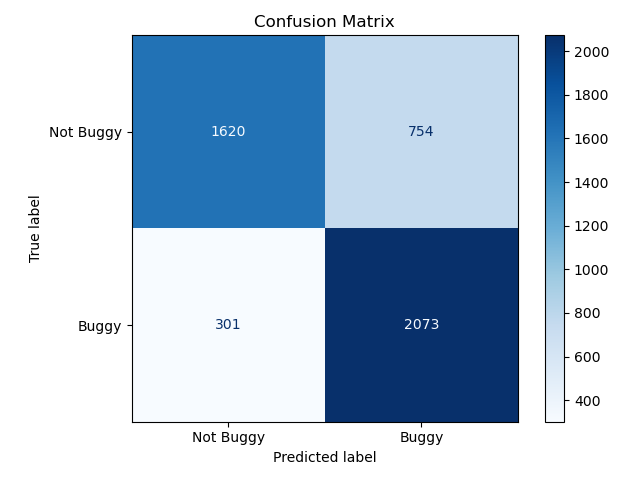 Confusion Matrix
True label
Not Buggy
Buggy
1620
754
301
2073
Not Buggy
Buggy
Predicted label
2000
1800
1600
1400
1200
1000
800
600
400